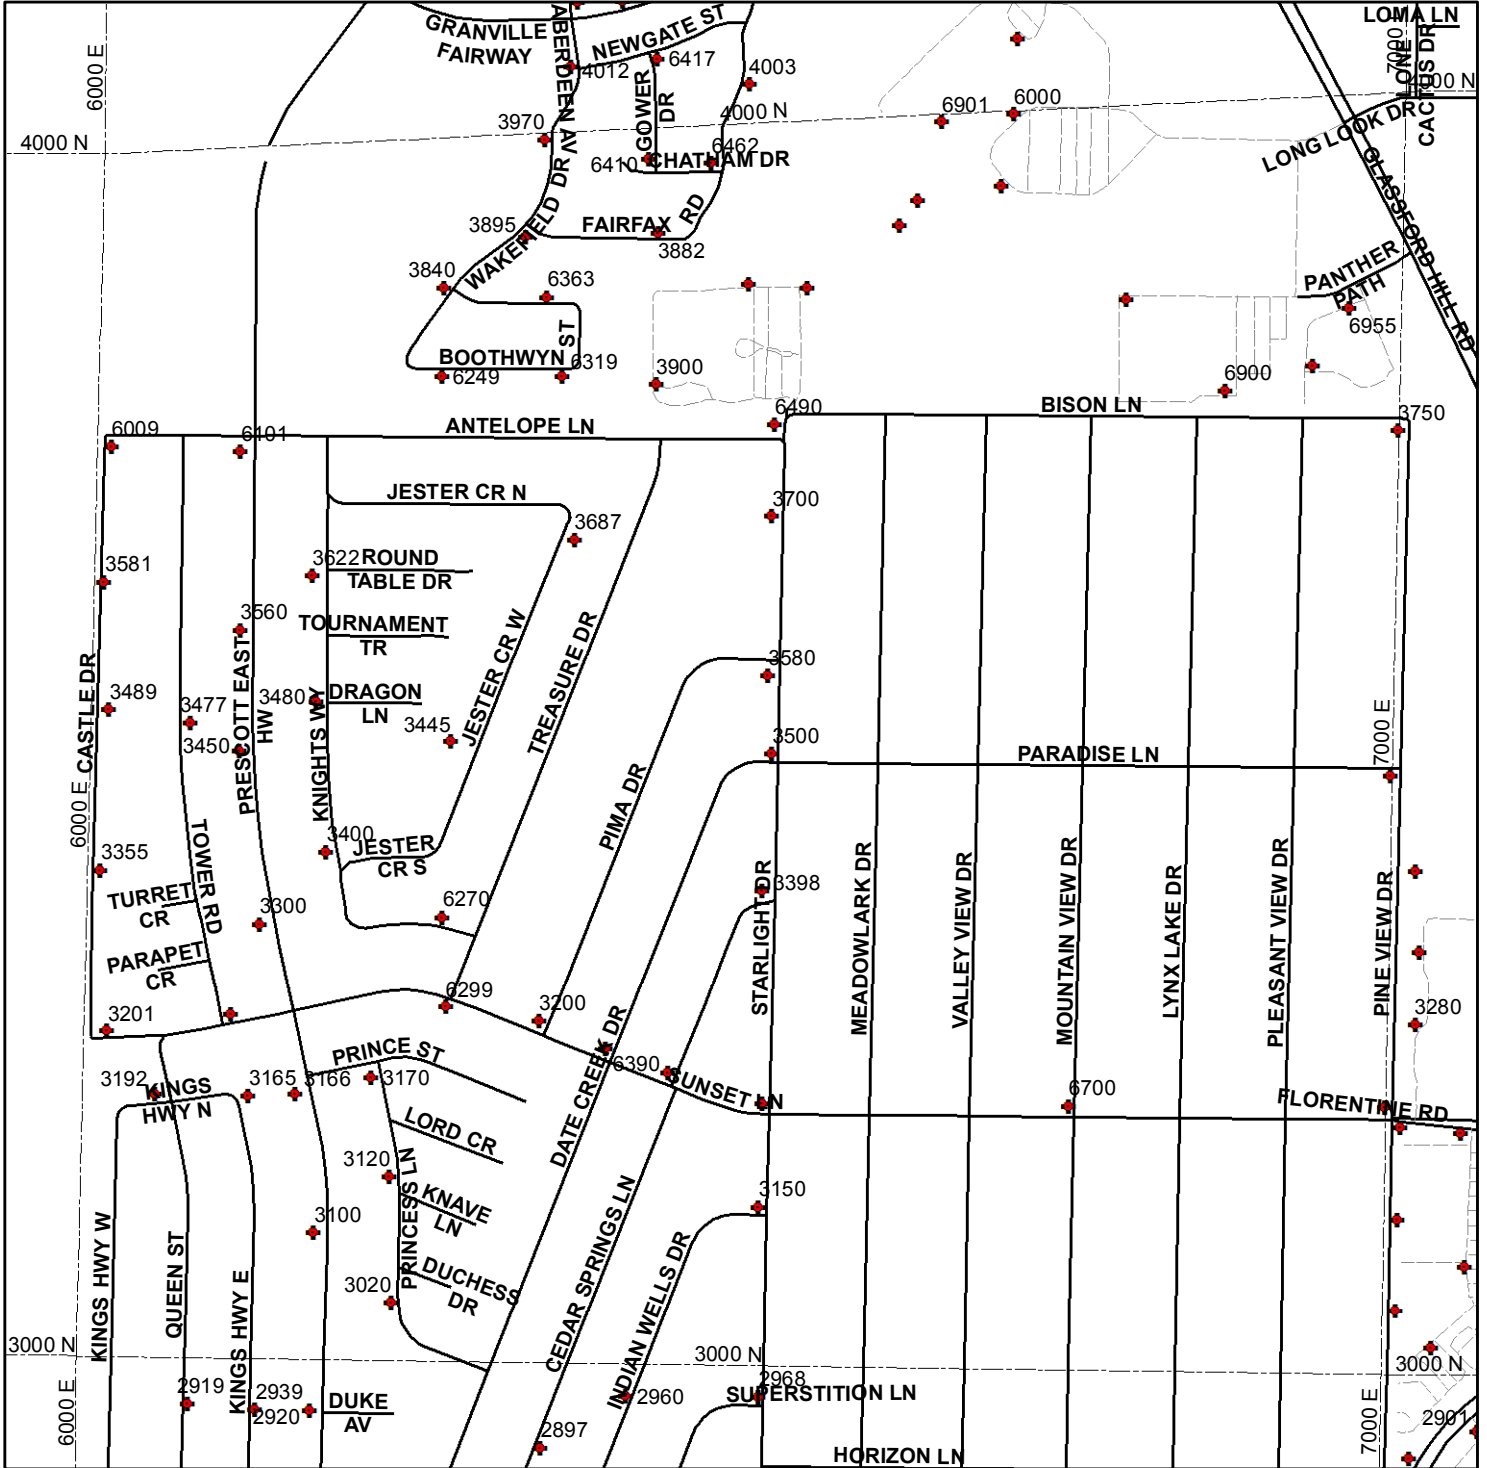 GRANVILLE
FAIRWAY
ABERDEEN AV
NEWGATE ST
LOMA LN
LONE
CACTUS DR
7000 E
4000 N
6000 E
4012
6417
4003
GOWER
DR
4000 N
6901
6000
3970
4000 N
LONG LOOK DR
6410
CHATHAM DR
6462
GLASSFORD HILL RD
WAKEFIELD DR
3895
FAIRFAX
RD
3882
3840
6363
PANTHER
PATH
6955
BOOTHWYN
ST
6249
6319
3900
6900
6009
6101
ANTELOPE LN
6490
BISON LN
3750
JESTER CR N
3687
3700
3581
3622
ROUND
TABLE DR
3560
TOURNAMENT
TR
JESTER CR W
TREASURE DR
3580
3489
3477
3480
DRAGON
LN
3445
3450
CASTLE DR
PRESCOTT EAST
HW
KNIGHTS WY
3500
PARADISE LN
7000 E
6000 E
PIMA DR
3355
TOWER RD
3400
JESTER
CR S
TURRET
CR
3300
6270
3398
STARLIGHT DR
MEADOWLARK DR
VALLEY VIEW DR
MOUNTAIN VIEW DR
LYNX LAKE DR
PLEASANT VIEW DR
PINE VIEW DR
PARAPET
CR
3201
6299
3200
3280
DATE CREEK DR
6390
SUNSET LN
PRINCE ST
3192
KINGS
HWY N
3165
3166
3170
6700
FLORENTINE RD
LORD CR
3120
KNAVE
LN
PRINCESS LN
3100
3150
DUCHESS
DR
3020
KINGS HWY W
QUEEN ST
KINGS HWY E
CEDAR SPRINGS LN
INDIAN WELLS DR
3000 N
3000 N
3000 N
6000 E
2919
2939
2920
DUKE
AV
2960
2968
SUPERSTITION LN
7000 E
2901
2897
HORIZON LN